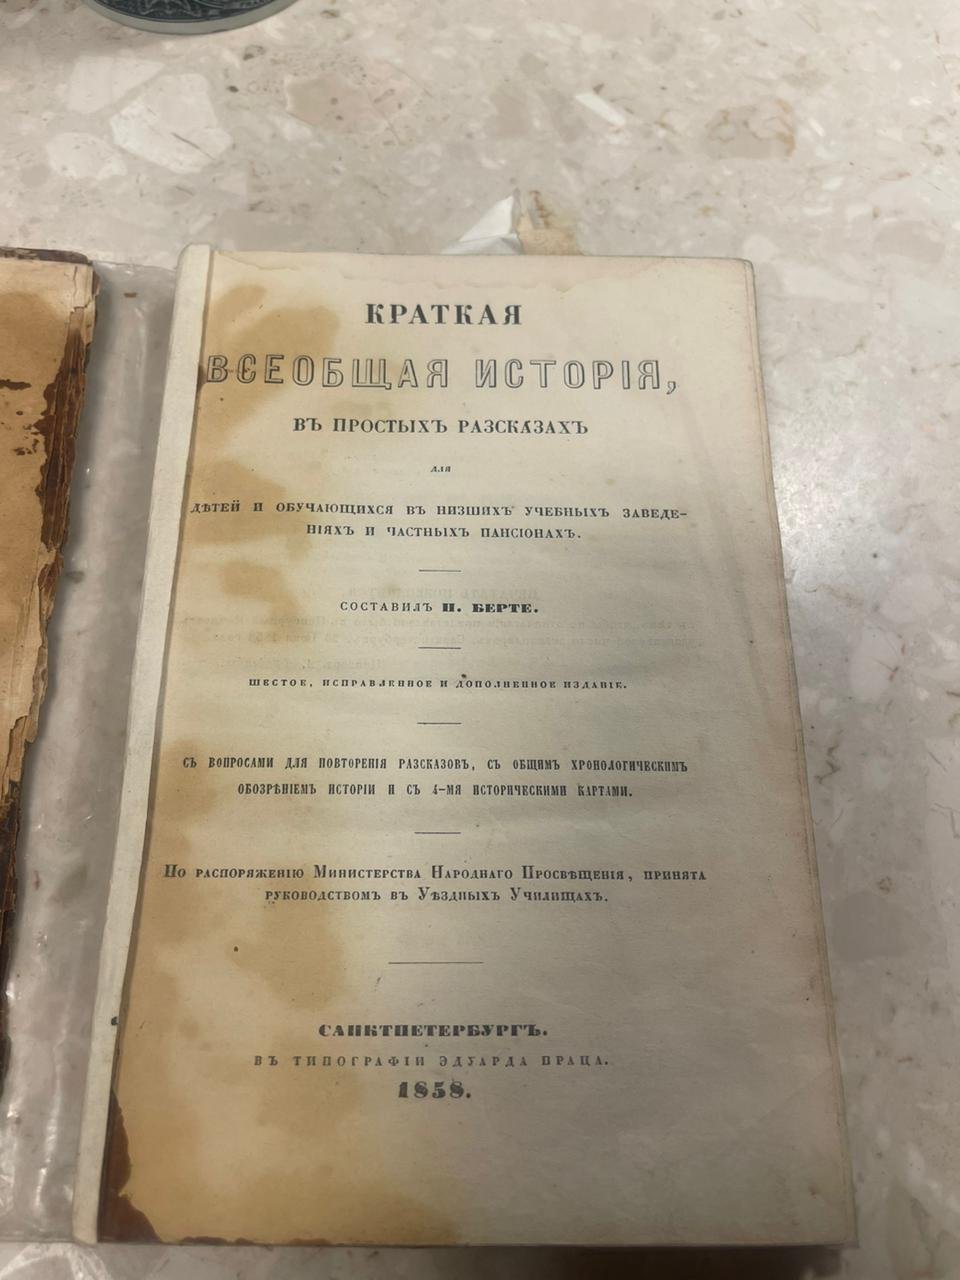 КРАТКАЯ
ВСЕОБЩАЯ ИСТОРІЯ,
ВЪ ПРОСТЫХЪ РАЗСКАЗАХЪ
для
ДѢТЕЙ И ОБУЧАЮЩИХСЯ ВЪ НИЗШИХЪ УЧЕБНЫХЪ ЗАВЕДЕ-
НІЯХЪ И ЧАСТНЫХЪ ПАНСІОНАХЪ.
СОСТАВИЛЪ П. БЕРТЕ.
ШЕСТОЕ, ИСПРАВЛЕННОЕ И ДОПОЛНЕННОЕ ИЗДАНІЕ.
СЪ ВОПРОСАМИ ДЛЯ ПОВТОРЕНІЯ РАЗСКАЗОВЪ, СЪ ОБЩИМЪ ХРОНОЛОГИЧЕСКИМЪ
ОБОЗРѢНІЕМЪ ИСТОРІИ И СЪ 4-МЯ ИСТОРИЧЕСКИМИ КАРТАМИ.
По распоряженію Министерства Народнаго Просвѣщенія, принята
руководствомъ въ Уѣздныхъ Училищахъ.
САНКТПЕТЕРБУРГЪ.
ВЪ ТИПОГРАФІИ ЭДУАРДА ПРАЦА.
1858.